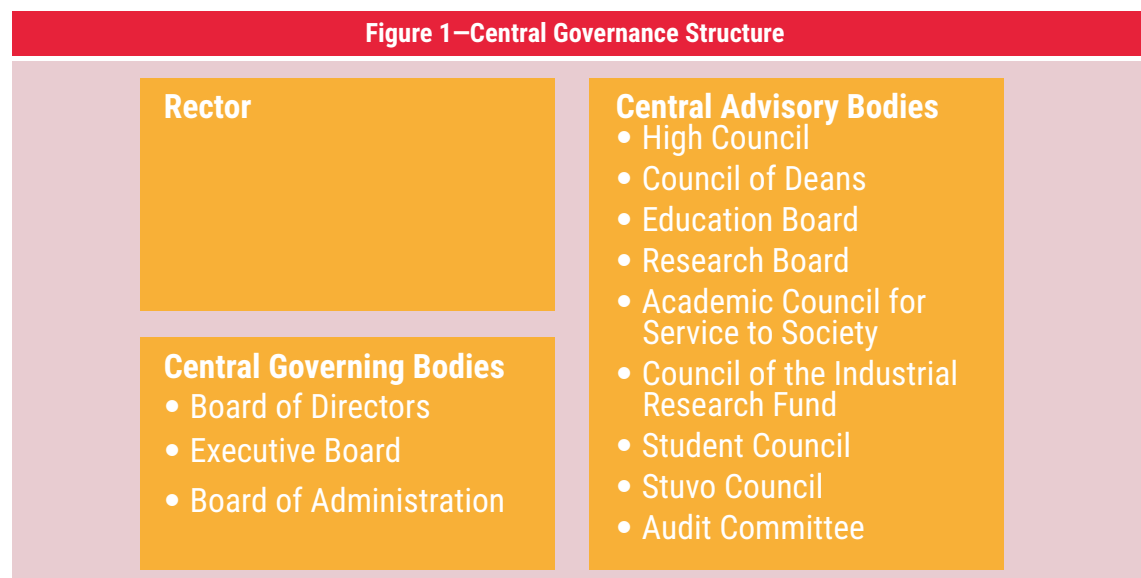 Figure 1—Central Governance Structure
Rector
Central Governing Bodies
• Board of Directors
• Executive Board
• Board of Administration
Central Advisory Bodies
• High Council
• Council of Deans
• Education Board
• Research Board
• Academic Council for
Service to Society
• Council of the Industrial
Research Fund
• Student Council
• Stuvo Council
• Audit Committee